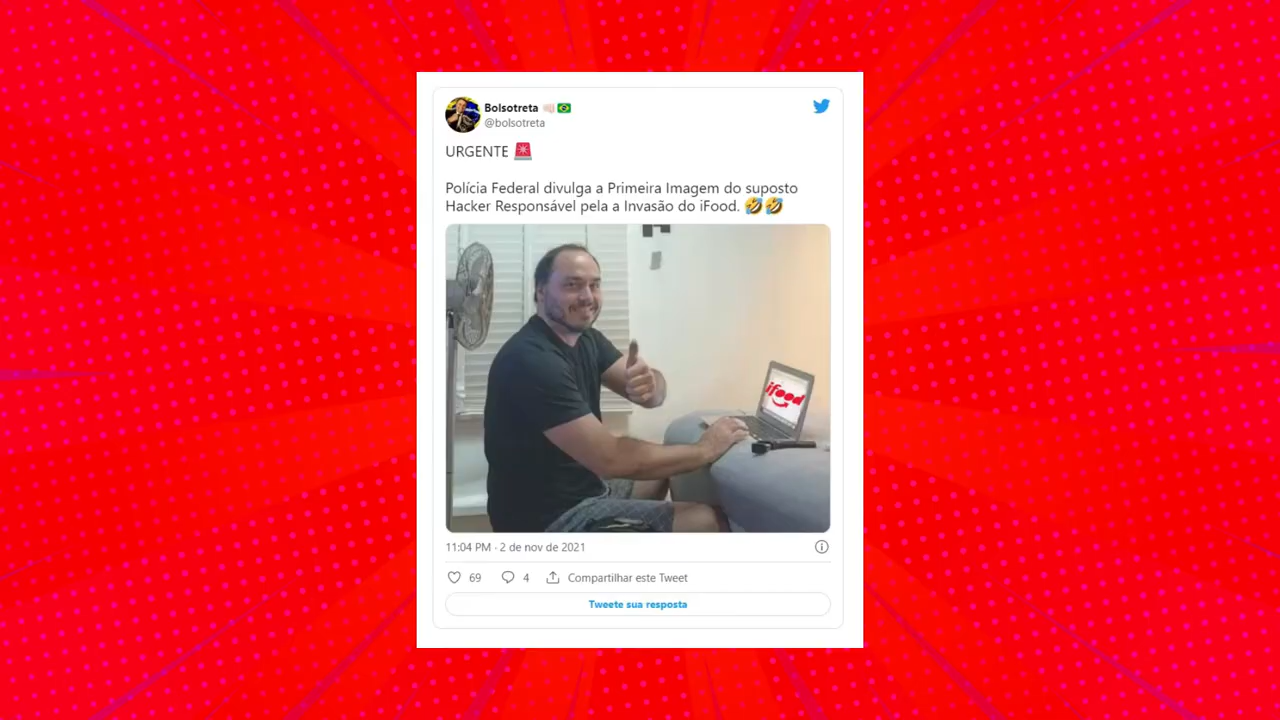 Bolsotreta 👊🏻🇧🇷
@bolsotreta
URGENTE 🚨
Polícia Federal divulga a Primeira Imagem do suposto
Hacker Responsável pela a Invasão do iFood. 🤣🤣
ifood
11:04 PM · 2 de nov de 2021
69 4 Compartilhar este Tweet
Tweete sua resposta